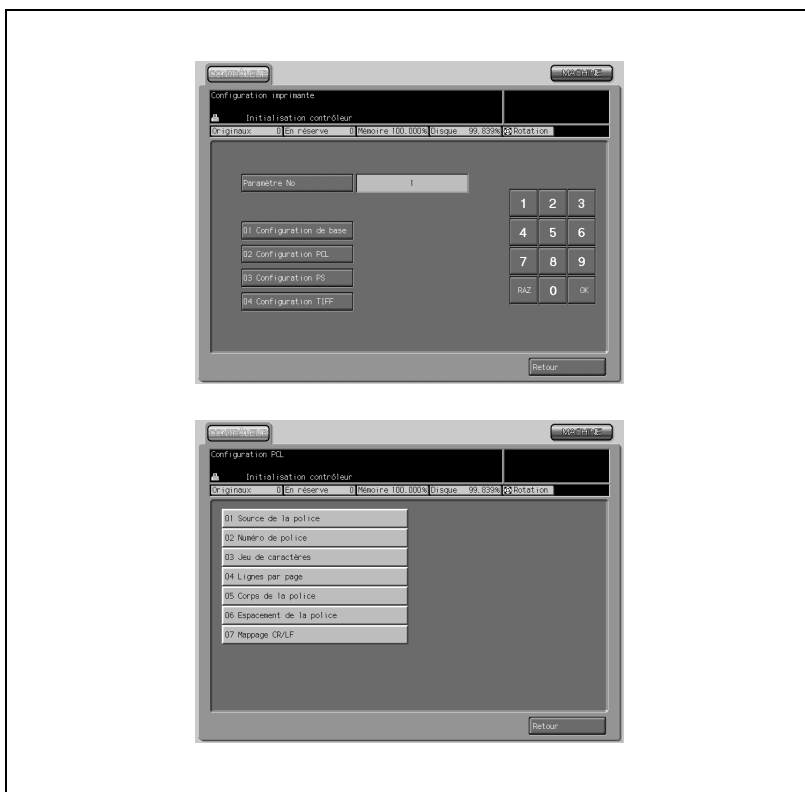 CONTRÔLEUR MACHINE
Configuration imprimante
Initialisation contrôleur
Originaux 0 En réserve 0 Mémoire 100.000% Disque 99.839% Rotation
Paramètre No 1
1 2 3
01 Configuration de base 4 5 6
02 Configuration PCL 7 8 9
03 Configuration PS RAZ 0 OK
04 Configuration TIFF
Retour
CONTRÔLEUR MACHINE
Configuration PCL
Initialisation contrôleur
Originaux 0 En réserve 0 Mémoire 100.000% Disque 99.839% Rotation
01 Source de la police
02 Numéro de police
03 Jeu de caractères
04 Lignes par page
05 Corps de la police
06 Espacement de la police
07 Mappage CR/LF
Retour